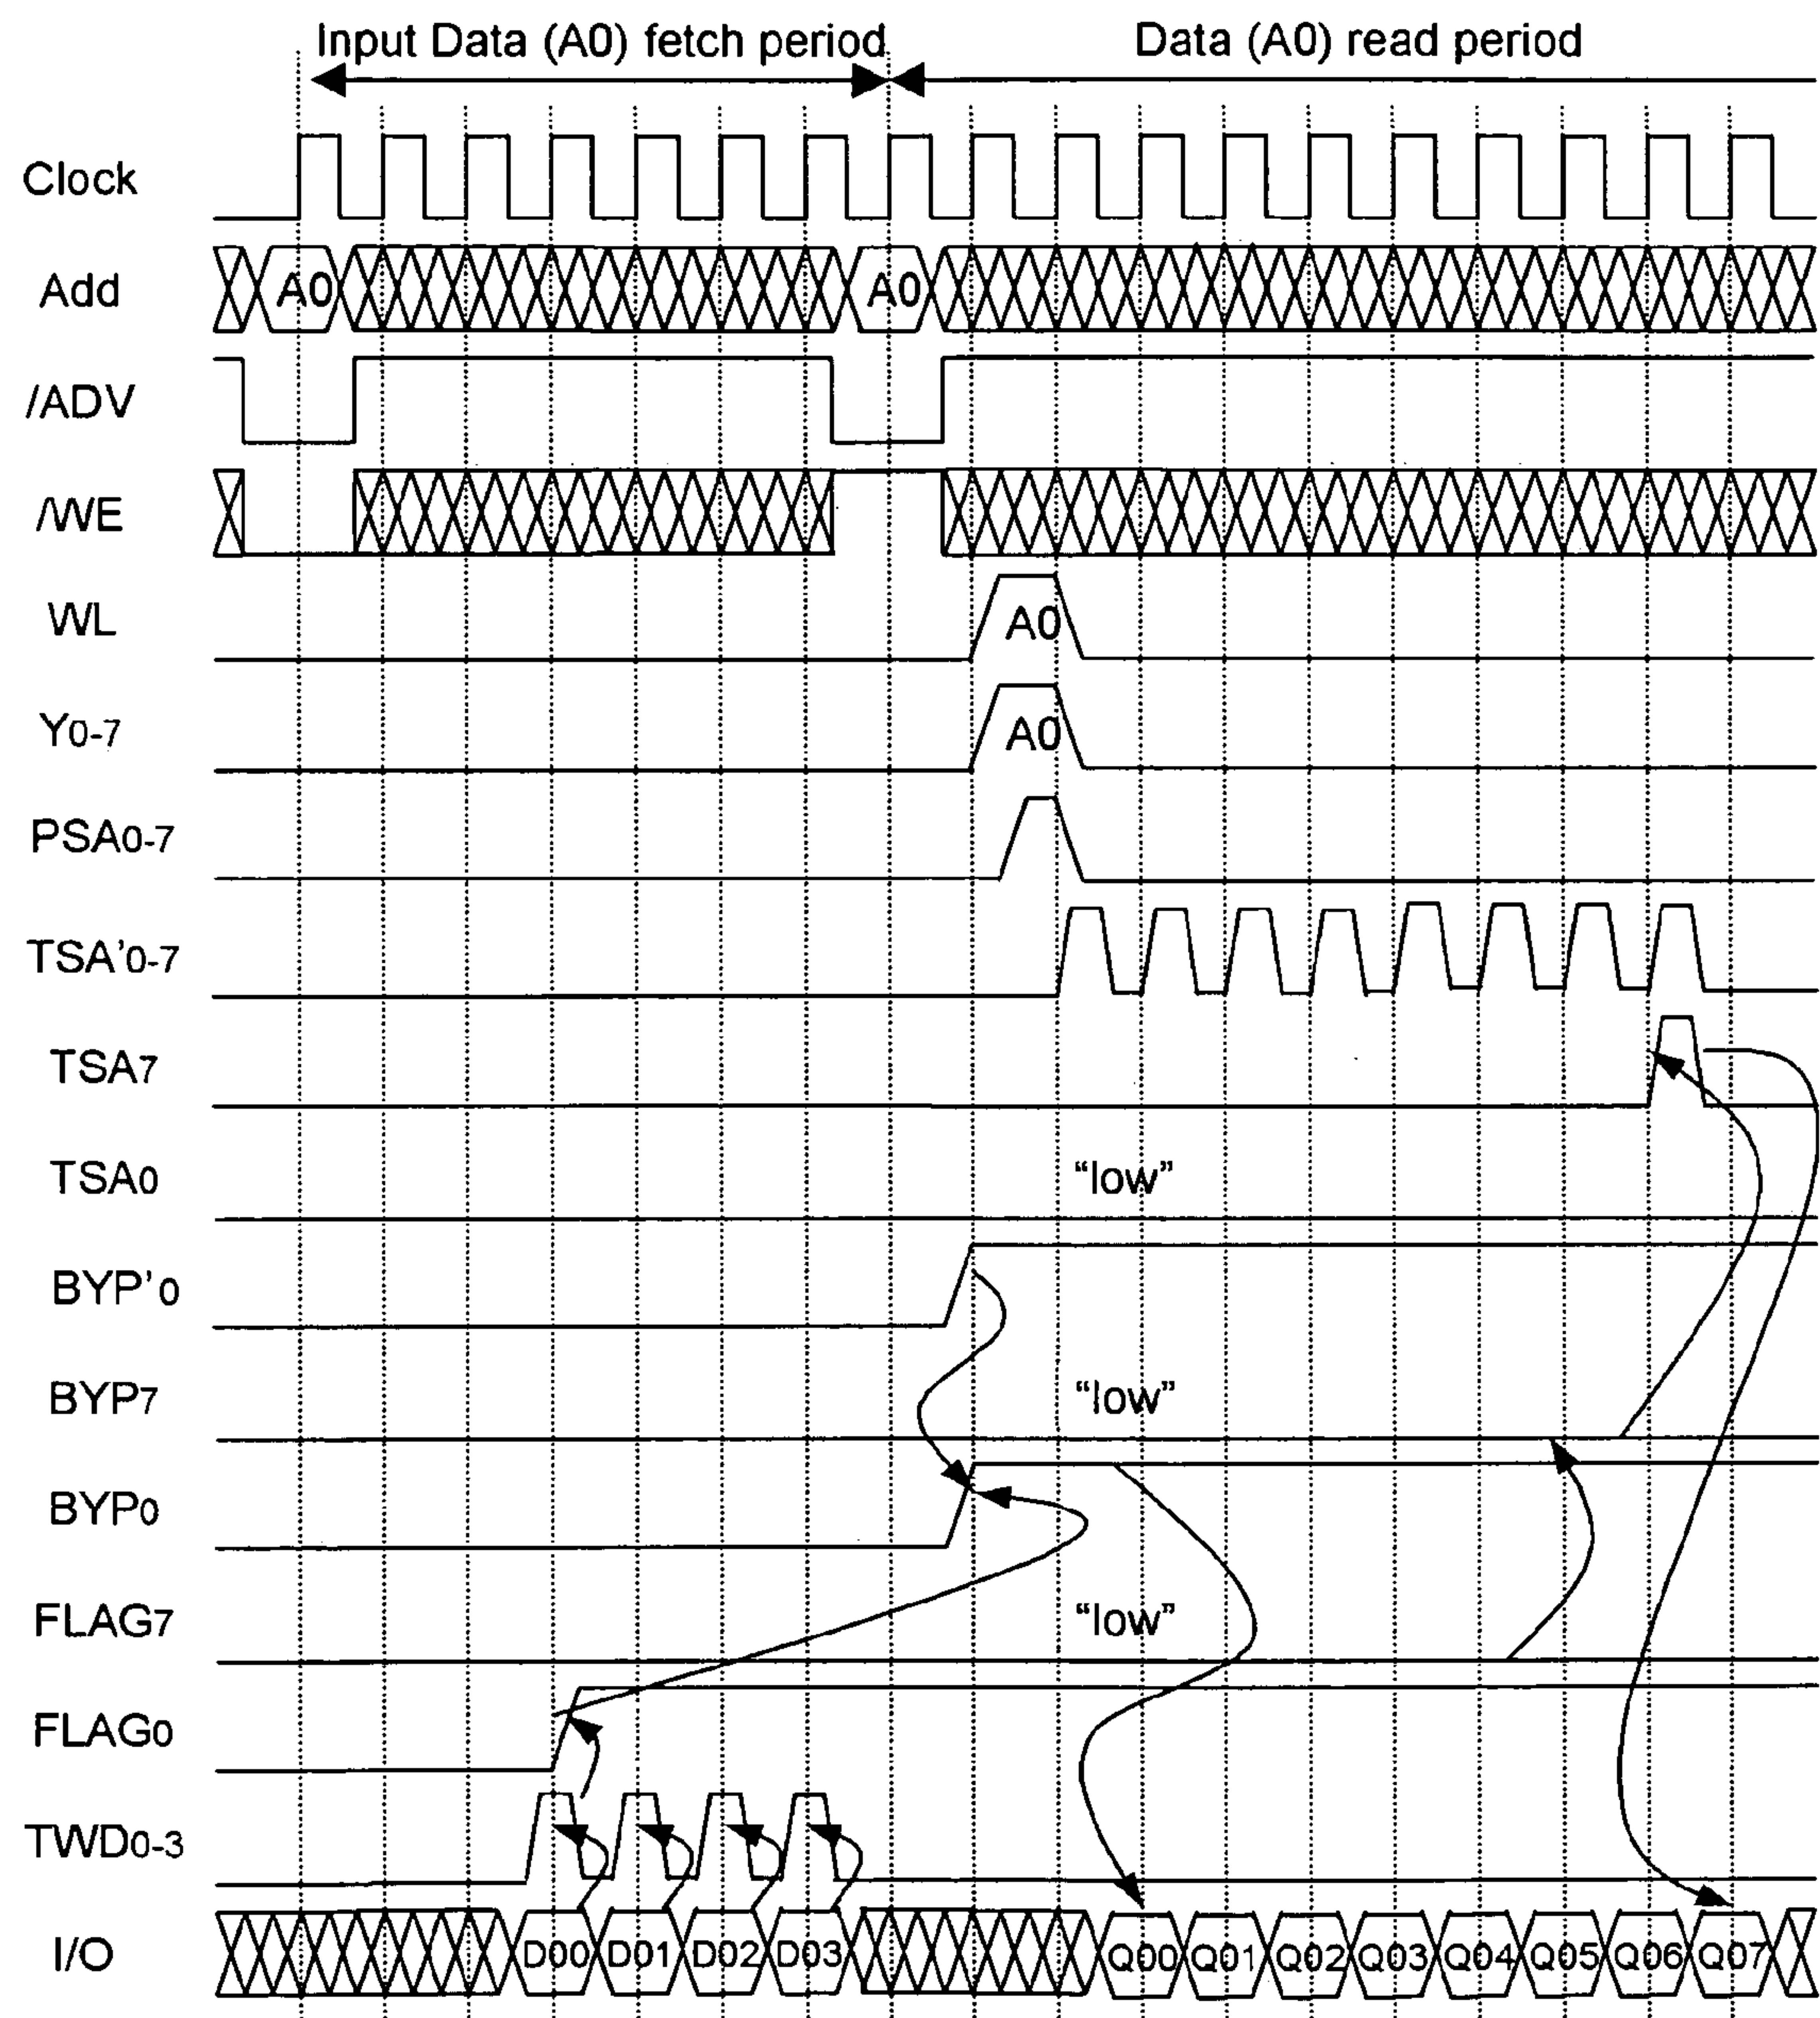 Input Data (A0) fetch period Data (A0) read period
Clock
Add A0 A0
/ADV
/WE
WL A0
Y0-7 A0
PSA0-7
TSA'0-7
TSA7
TSA0 “low”
BYP'0
BYP7 “low”
BYP0
FLAG7 “low”
FLAG0
TWD0-3
I/O D00 D01 D02 D03 Q00 Q01 Q02 Q03 Q04 Q05 Q06 Q07